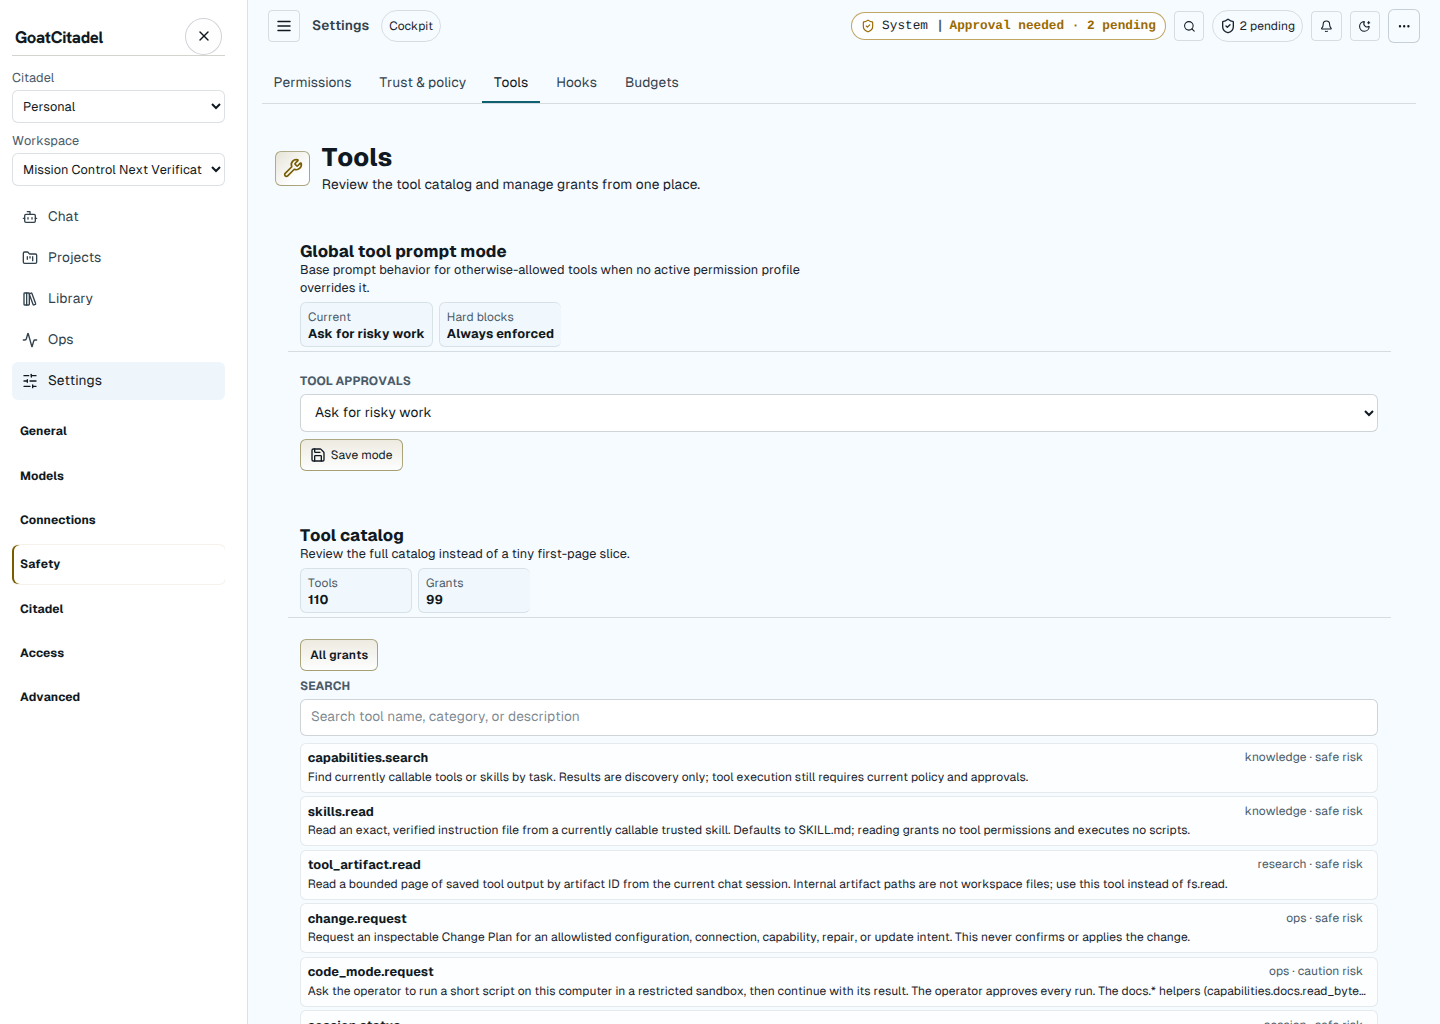 GoatCitadel
Citadel
Personal
Workspace
Mission Control Next Verificat
Chat
Projects
Library
Ops
Settings
General
Models
Connections
Safety
Citadel
Access
Advanced
Settings
Cockpit
System | Approval needed · 2 pending
2 pending
Permissions
Trust & policy
Tools
Hooks
Budgets
Tools
Review the tool catalog and manage grants from one place.
Global tool prompt mode
Base prompt behavior for otherwise-allowed tools when no active permission profile
overrides it.
Current
Ask for risky work
Hard blocks
Always enforced
TOOL APPROVALS
Ask for risky work
Save mode
Tool catalog
Review the full catalog instead of a tiny first-page slice.
Tools
110
Grants
99
All grants
SEARCH
Search tool name, category, or description
capabilities.search
knowledge · safe risk
Find currently callable tools or skills by task. Results are discovery only; tool execution still requires current policy and approvals.
skills.read
knowledge · safe risk
Read an exact, verified instruction file from a currently callable trusted skill. Defaults to SKILL.md; reading grants no tool permissions and executes no scripts.
tool_artifact.read
research · safe risk
Read a bounded page of saved tool output by artifact ID from the current chat session. Internal artifact paths are not workspace files; use this tool instead of fs.read.
change.request
ops · safe risk
Request an inspectable Change Plan for an allowlisted configuration, connection, capability, repair, or update intent. This never confirms or applies the change.
code_mode.request
ops · caution risk
Ask the operator to run a short script on this computer in a restricted sandbox, then continue with its result. The operator approves every run. The docs.* helpers (capabilities.docs.read_byte...
session.status
session · safe risk